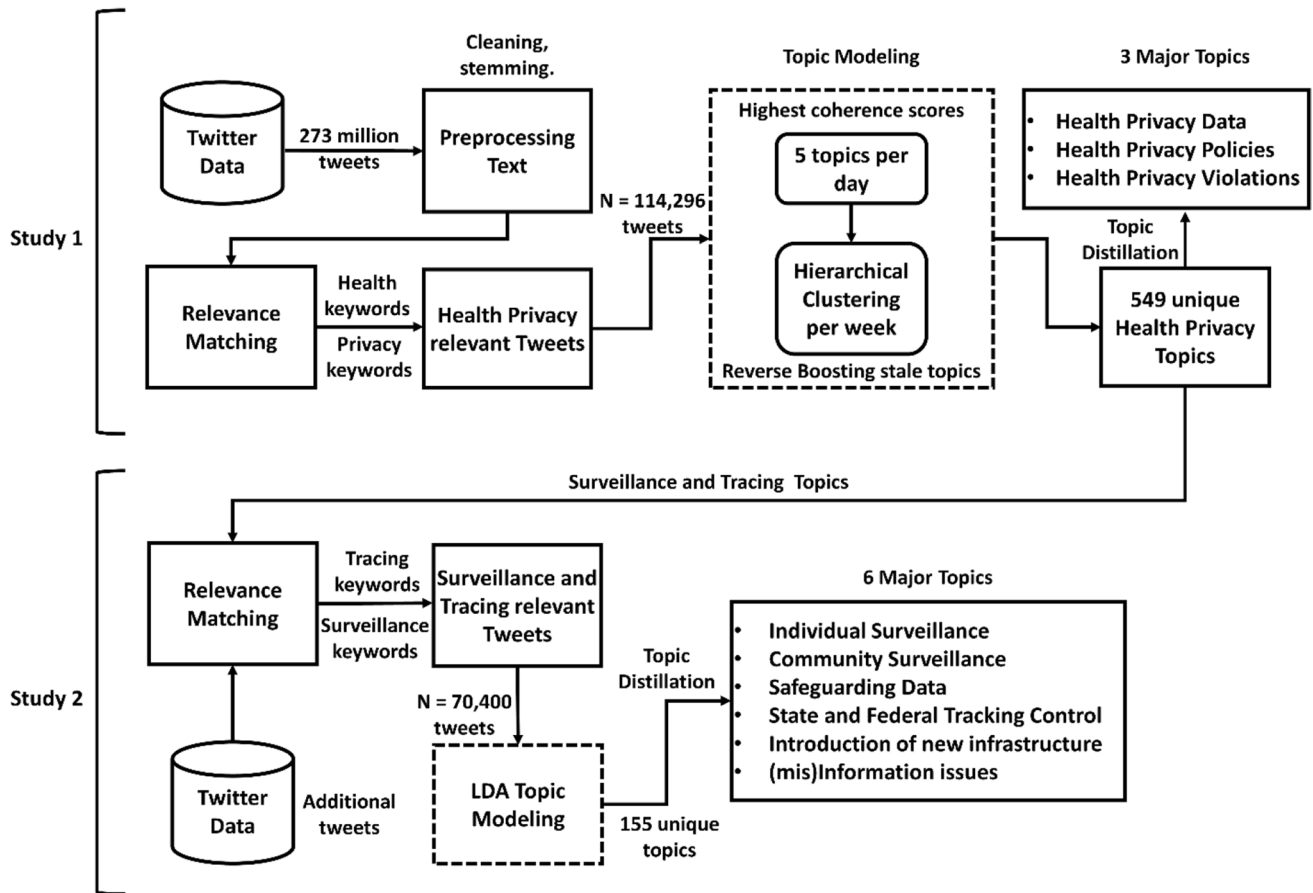 Study 1
Twitter
Data
273 million
tweets
Cleaning,
stemming.
Preprocessing
Text
Relevance
Matching
Health
keywords
Privacy
keywords
Health Privacy
relevant Tweets
N = 114,296
tweets
Topic Modeling
Highest coherence scores
5 topics per
day
Hierarchical
Clustering
per week
Reverse Boosting stale topics
3 Major Topics
• Health Privacy Data
• Health Privacy Policies
• Health Privacy Violations
Topic
Distillation
549 unique
Health Privacy
Topics
Surveillance and Tracing Topics
Study 2
Relevance
Matching
Tracing
keywords
Surveillance
keywords
Surveillance and
Tracing relevant
Tweets
Twitter
Data
Additional
tweets
N = 70,400
tweets
LDA Topic
Modeling
Topic
Distillation
155 unique
topics
6 Major Topics
• Individual Surveillance
• Community Surveillance
• Safeguarding Data
• State and Federal Tracking Control
• Introduction of new infrastructure
• (mis)Information issues